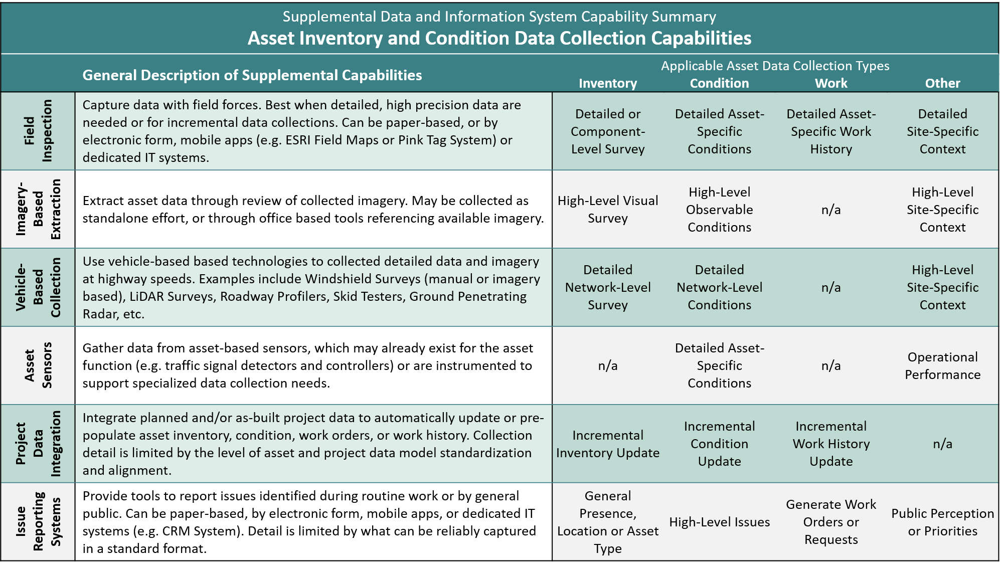 Supplemental Data and Information System Capability Summary
Asset Inventory and Condition Data Collection Capabilities
General Description of Supplemental Capabilities
Applicable Asset Data Collection Types
Inventory
Condition
Work
Other
Field
Inspection
Capture data with field forces. Best when detailed, high precision data are
needed or for incremental data collections. Can be paper-based, or by
electronic form, mobile apps (e.g. ESRI Field Maps or Pink Tag System) or
dedicated IT systems.
Detailed or
Component-
Level Survey
Detailed Asset-
Specific
Conditions
Detailed Asset-
Specific Work
History
Detailed
Site-Specific
Context
Imagery-
Based
Extraction
Extract asset data through review of collected imagery. May be collected as
standalone effort, or through office based tools referencing available imagery.
High-Level Visual
Survey
High-Level
Observable
Conditions
n/a
High-Level
Site-Specific
Context
Vehicle-
Based
Collection
Use vehicle-based based technologies to collected detailed data and imagery
at highway speeds. Examples include Windshield Surveys (manual or imagery
based), LiDAR Surveys, Roadway Profilers, Skid Testers, Ground Penetrating
Radar, etc.
Detailed
Network-Level
Survey
Detailed
Network-Level
Conditions
n/a
High-Level
Site-Specific
Context
Asset
Sensors
Gather data from asset-based sensors, which may already exist for the asset
function (e.g. traffic signal detectors and controllers) or are instrumented to
support specialized data collection needs.
n/a
Detailed Asset-
Specific
Conditions
n/a
Operational
Performance
Project
Data
Integration
Integrate planned and/or as-built project data to automatically update or pre-
populate asset inventory, condition, work orders, or work history. Collection
detail is limited by the level of asset and project data model standardization
and alignment.
Incremental
Inventory Update
Incremental
Condition
Update
Incremental
Work History
Update
n/a
Issue
Reporting
Systems
Provide tools to report issues identified during routine work or by general
public. Can be paper-based, by electronic form, mobile apps, or dedicated IT
systems (e.g. CRM System). Detail is limited by what can be reliably captured
in a standard format.
General
Presence,
Location or Asset
Type
High-Level Issues
Generate Work
Orders or
Requests
Public Perception
or Priorities